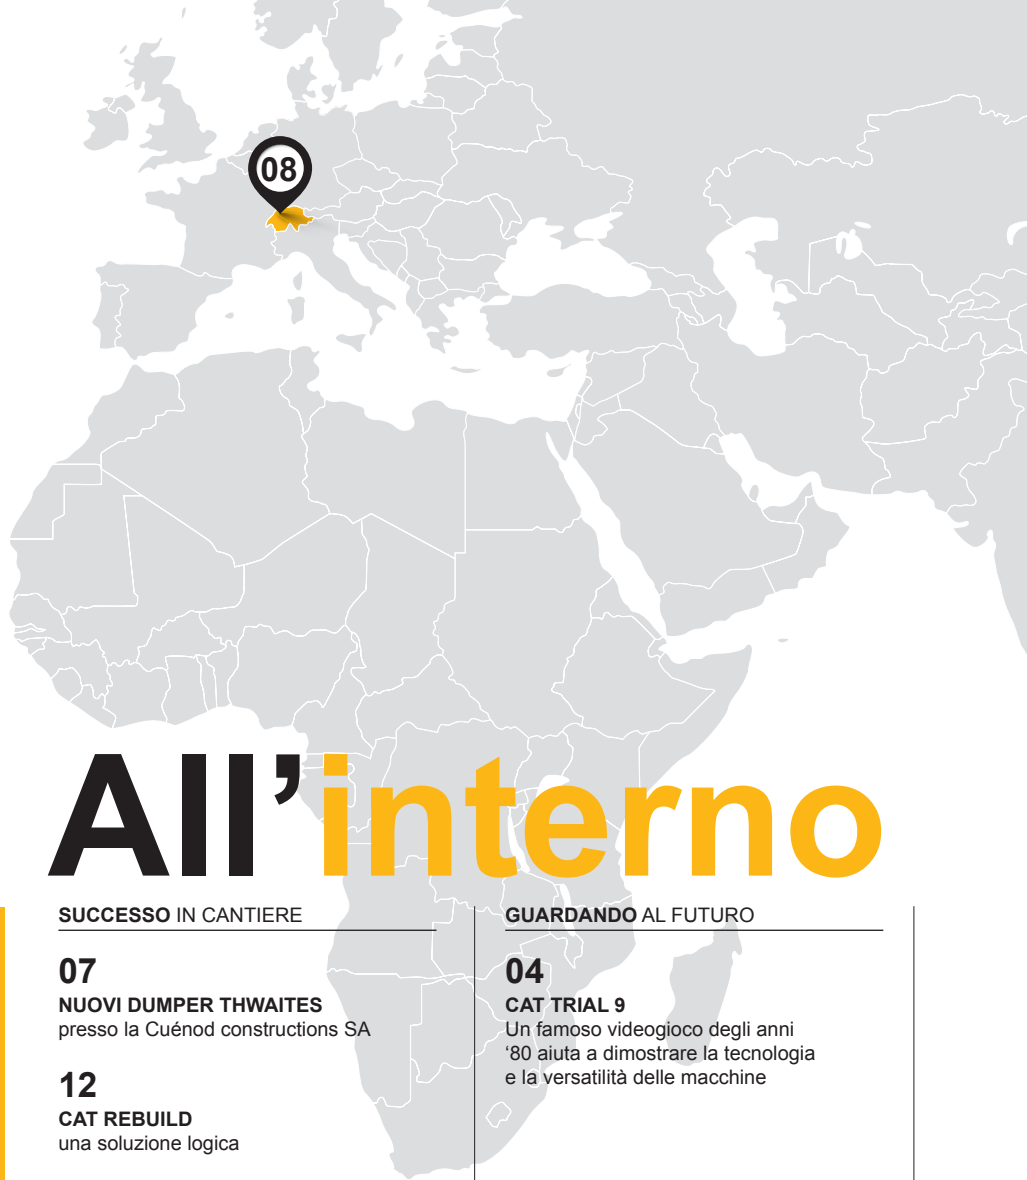 08
All’interno
SUCCESSO IN CANTIERE
07
NUOVI DUMPER THWAITES
presso la Cuénod constructions SA
12
CAT REBUILD
una soluzione logica
GUARDANDO AL FUTURO
04
CAT TRIAL 9
Un famoso videogioco degli anni
‘80 aiuta a dimostrare la tecnologia
e la versatilità delle macchine